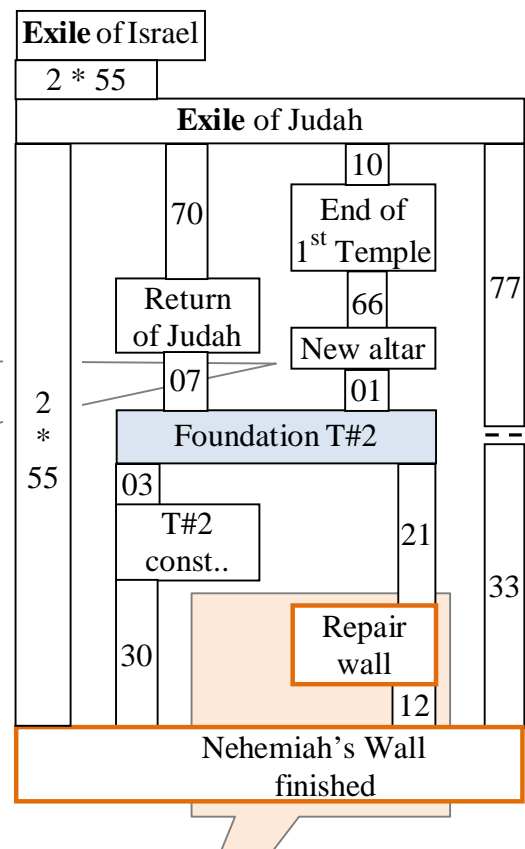 Exile of Israel
2 * 55
Exile of Judah
10
70
End of
1st Temple
77
Return
of Judah
66
New altar
07
01
2
*
55
Foundation T#2
03
T#2
const..
21
33
Repair
wall
30
12
Nehemiah's Wall
finished